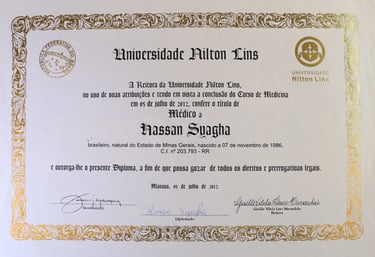 Universidade Nilton Lins
UNIVERSIDADE
Nilton Lins
A Reitora da Universidade Nilton Lins,
no uso de suas atribuições e tendo em vista a conclusão do Curso de Medicina
em 05 de julho de 2012, confere o título de
Médico a
Hassan Syagha
brasileiro, natural do Estado de Minas Gerais, nascido a 07 de novembro de 1986,
C.I. nº 203.793 - RR
e outorga-lhe o presente Diploma, a fim de que possa gozar de todos os direitos e prerrogativas legais.
Manaus, 05 de julho de 2012.
Hassan Syagha
Diplomado
Reitora